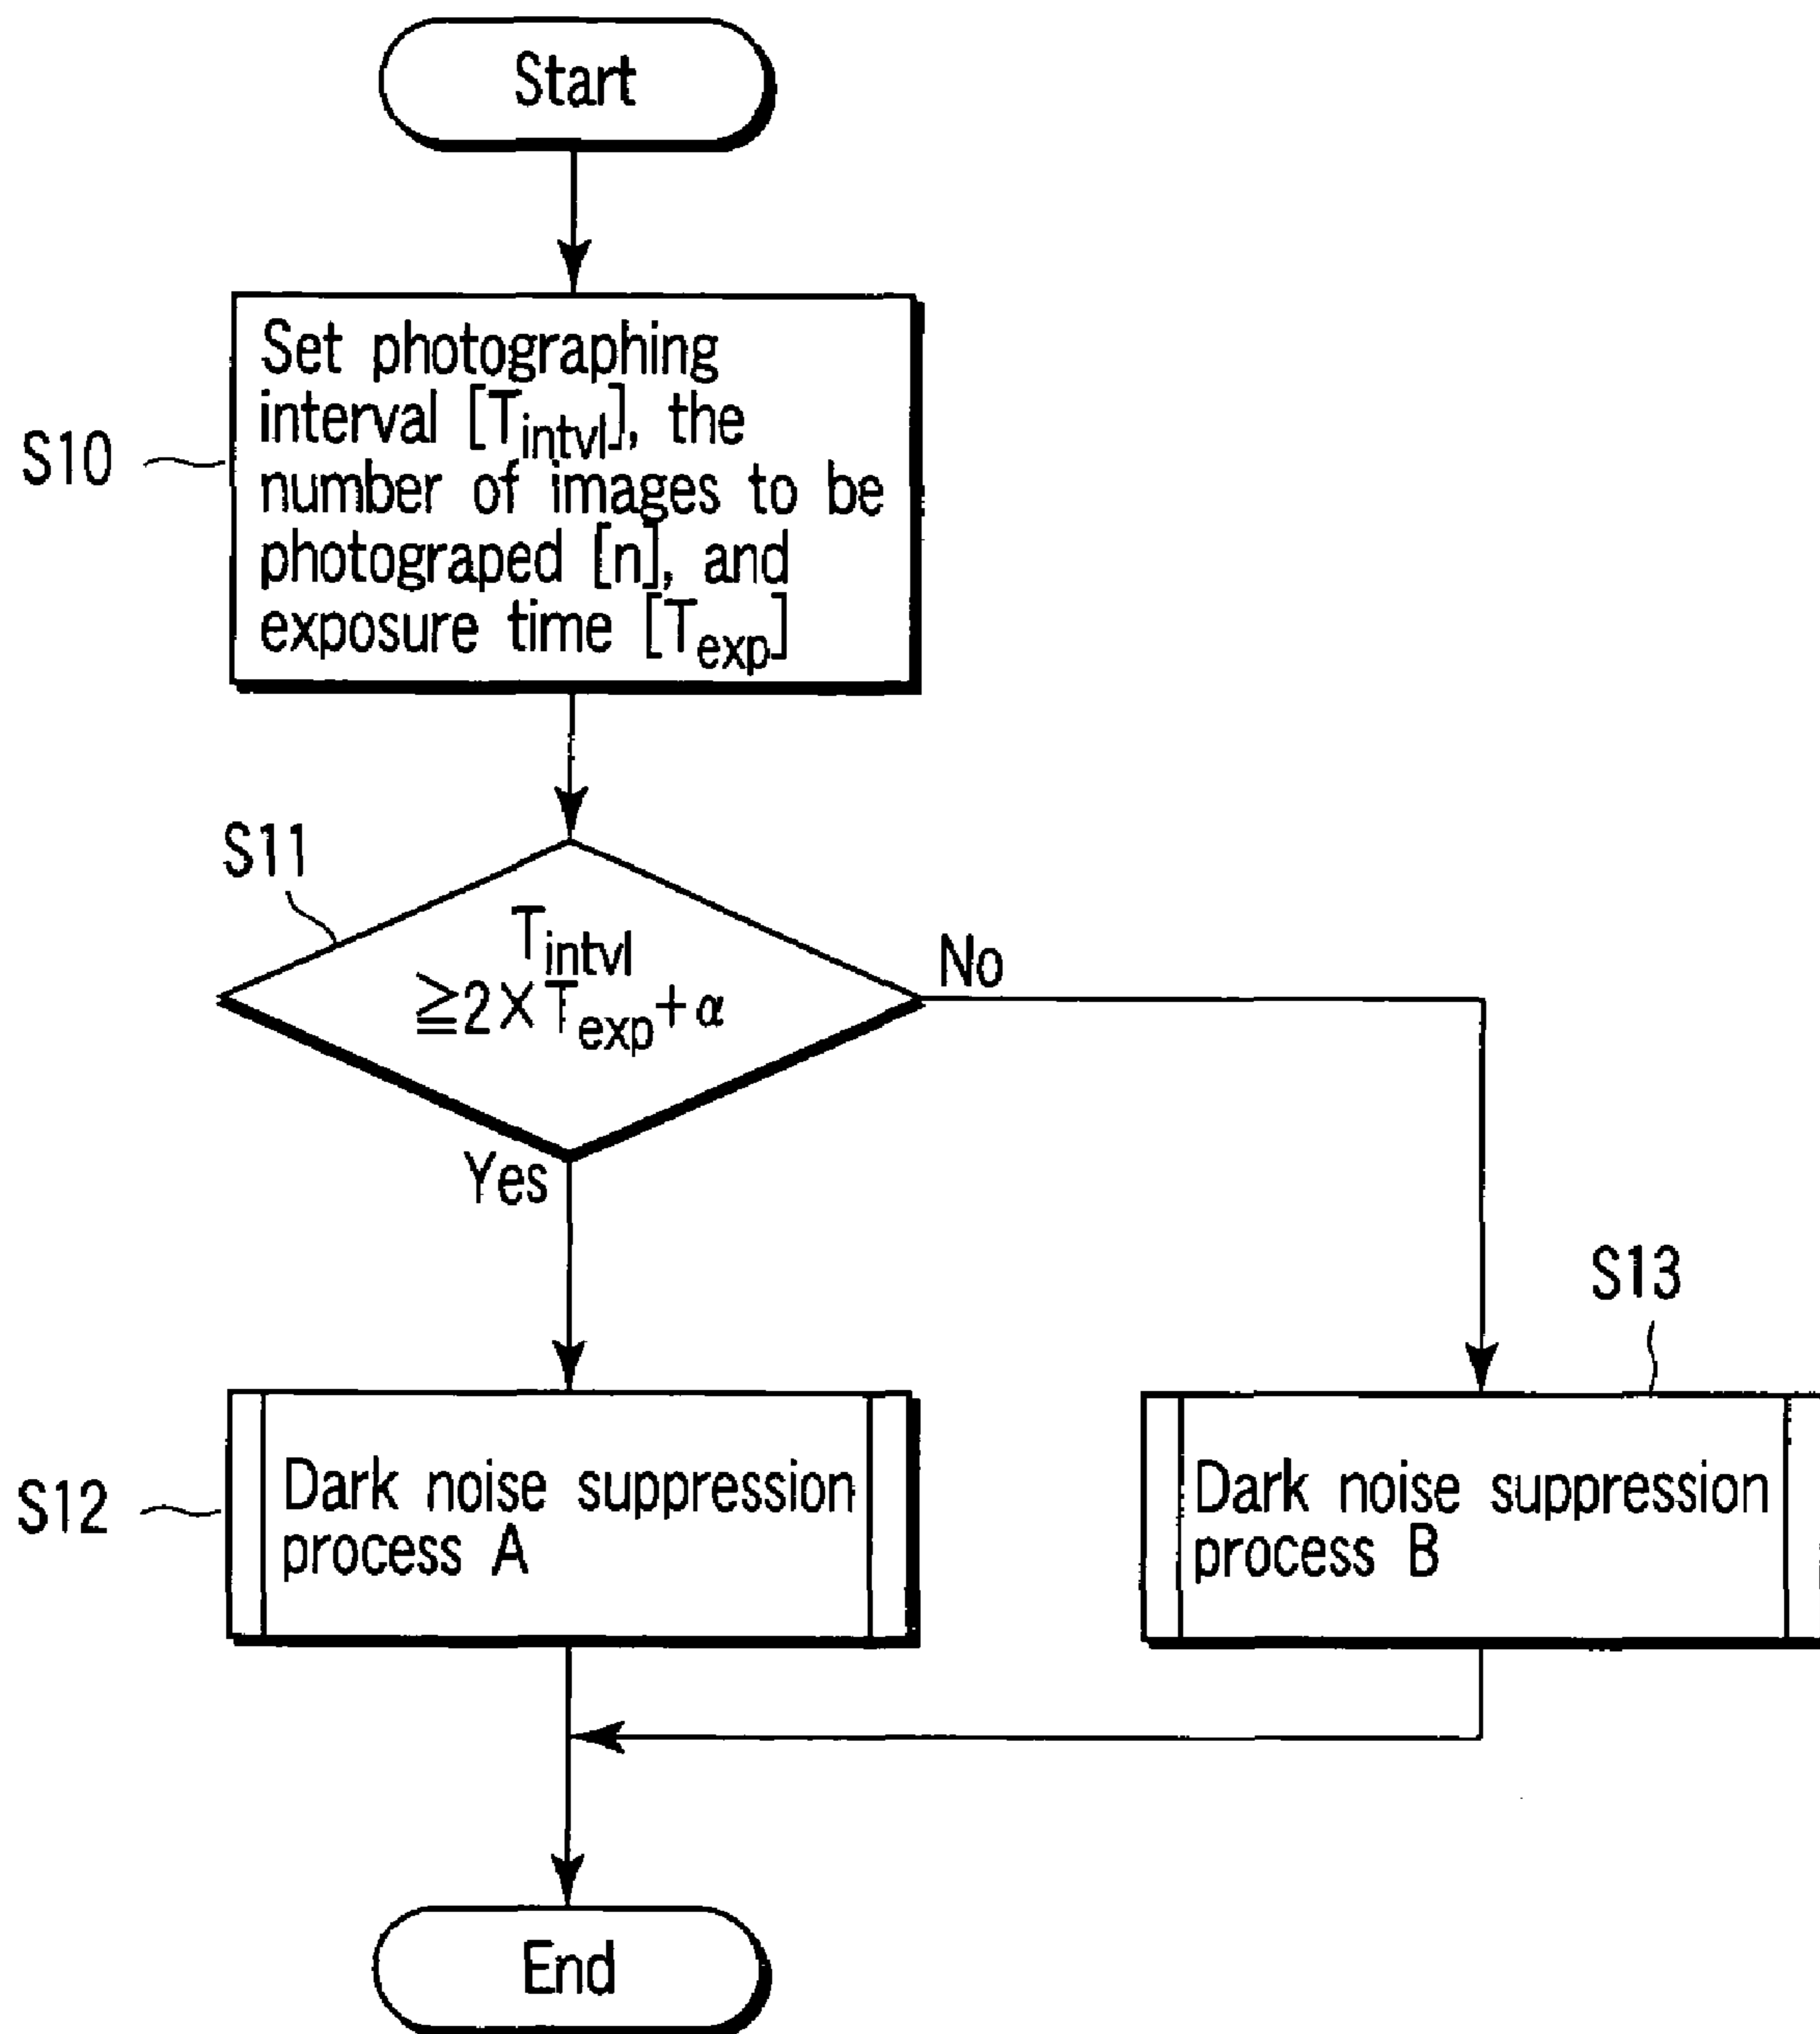 Start
S10
Set photographing
interval [Tintvl], the
number of images to be
photograped [n], and
exposure time [Texp]
S11
Tintvl
≧2×Texp+α
No
Yes
S13
S12
Dark noise suppression
process A
Dark noise suppression
process B
End